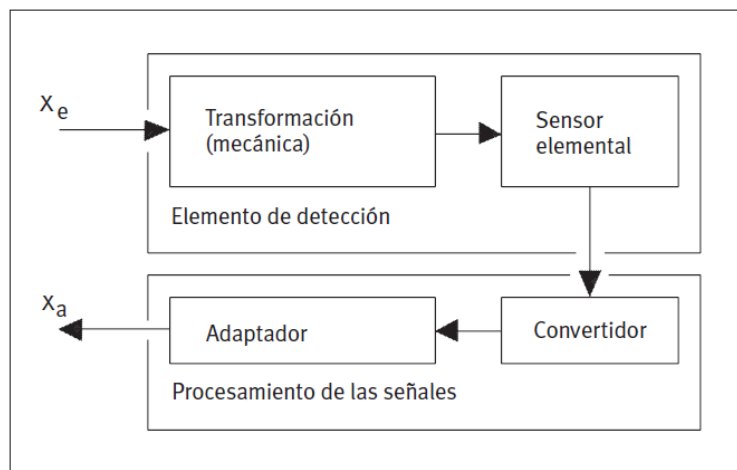 Xe
Transformación
(mecánica)
Sensor
elemental
Elemento de detección
Xa
Adaptador
Convertidor
Procesamiento de las señales